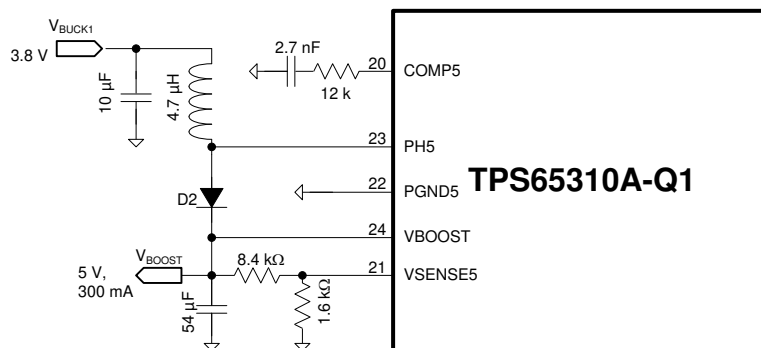 VBUCK1
3.8 V
10 µF
4.7 µH
2.7 nF
12 k
20
COMP5
23
PH5
TPS65310A-Q1
22
PGND5
D2
24
VBOOST
VBOOST
5 V,
300 mA
8.4 kΩ
21
VSENSE5
54 µF
1.6 kΩ